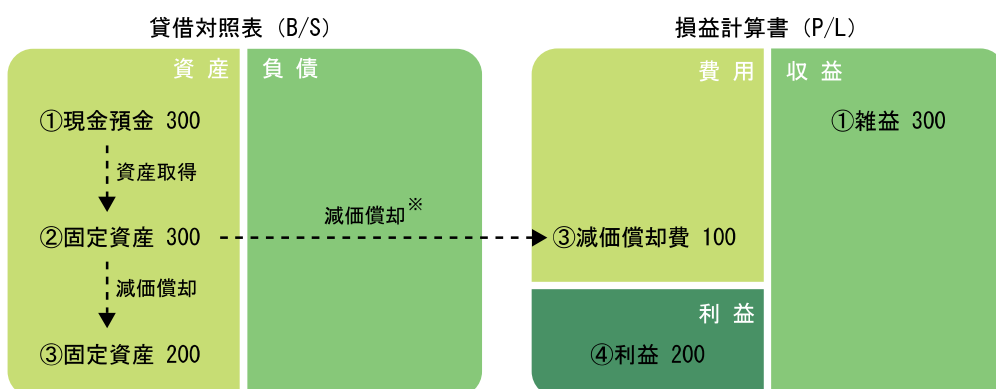 貸借対照表（B/S）
資産
負債
①現金預金 300
資産取得
②固定資産 300
減価償却
③固定資産 200
減価償却※
損益計算書（P/L）
費用
収益
①雑益 300
③減価償却費 100
利益
④利益 200